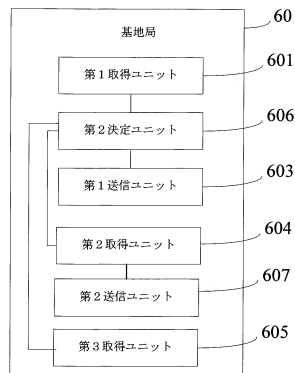 基地局
60
第1取得ユニット
601
第2決定ユニット
606
第1送信ユニット
603
第2取得ユニット
604
第2送信ユニット
607
第3取得ユニット
605